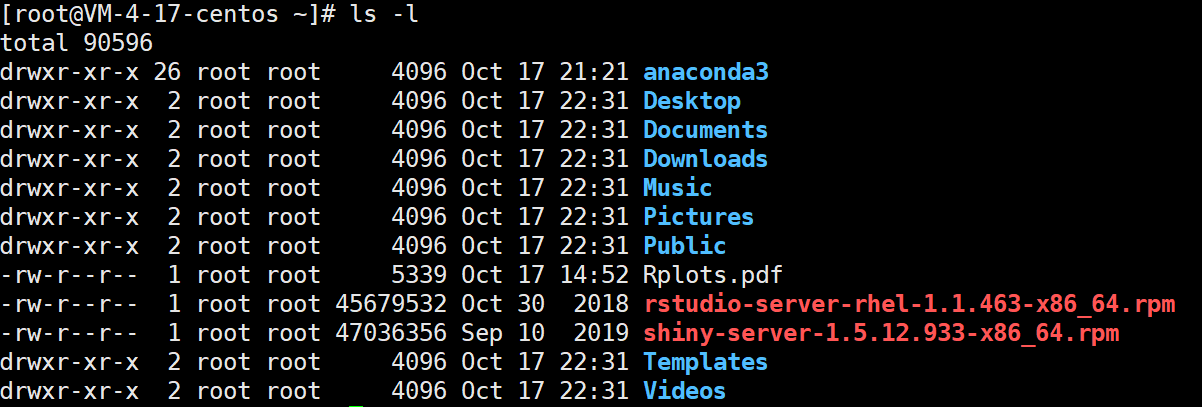 [root@VM-4-17-centos ~]# ls -l
total 90596
drwxr-xr-x 26 root root     4096 Oct 17 21:21 anaconda3
drwxr-xr-x  2 root root     4096 Oct 17 22:31 Desktop
drwxr-xr-x  2 root root     4096 Oct 17 22:31 Documents
drwxr-xr-x  2 root root     4096 Oct 17 22:31 Downloads
drwxr-xr-x  2 root root     4096 Oct 17 22:31 Music
drwxr-xr-x  2 root root     4096 Oct 17 22:31 Pictures
drwxr-xr-x  2 root root     4096 Oct 17 22:31 Public
-rw-r--r--  1 root root     5339 Oct 17 14:52 Rplots.pdf
-rw-r--r--  1 root root 45679532 Oct 30  2018 rstudio-server-rhel-1.1.463-x86_64.rpm
-rw-r--r--  1 root root 47036356 Sep 10  2019 shiny-server-1.5.12.933-x86_64.rpm
drwxr-xr-x  2 root root     4096 Oct 17 22:31 Templates
drwxr-xr-x  2 root root     4096 Oct 17 22:31 Videos